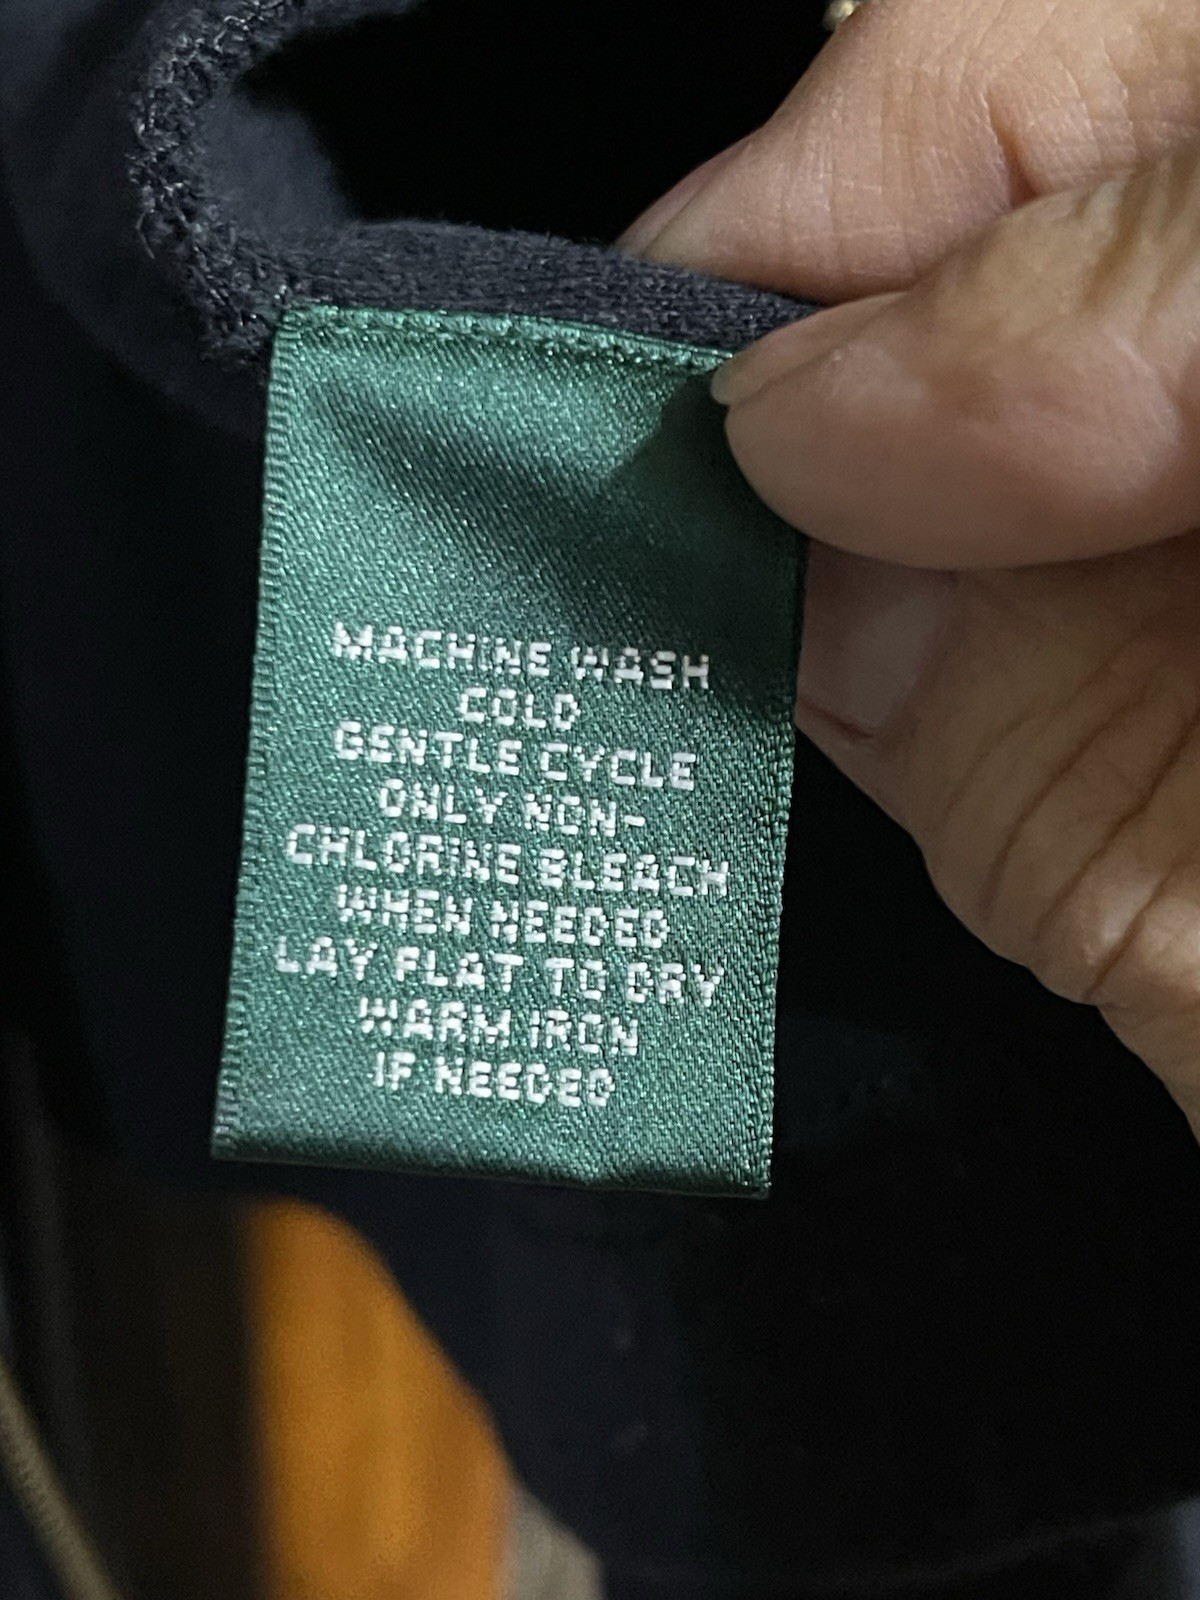 MACHINE WASH
COLD
GENTLE CYCLE
ONLY NON-
CHLORINE BLEACH
WHEN NEEDED
LAY FLAT TO DRY
WARM IRON
IF NEEDED